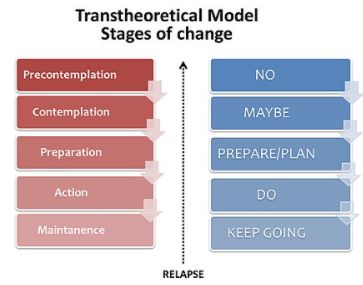 Transtheoretical Model
Stages of change
Precontemplation
Contemplation
Preparation
Action
Maintanence
NO
MAYBE
PREPARE/PLAN
DO
KEEP GOING
RELAPSE